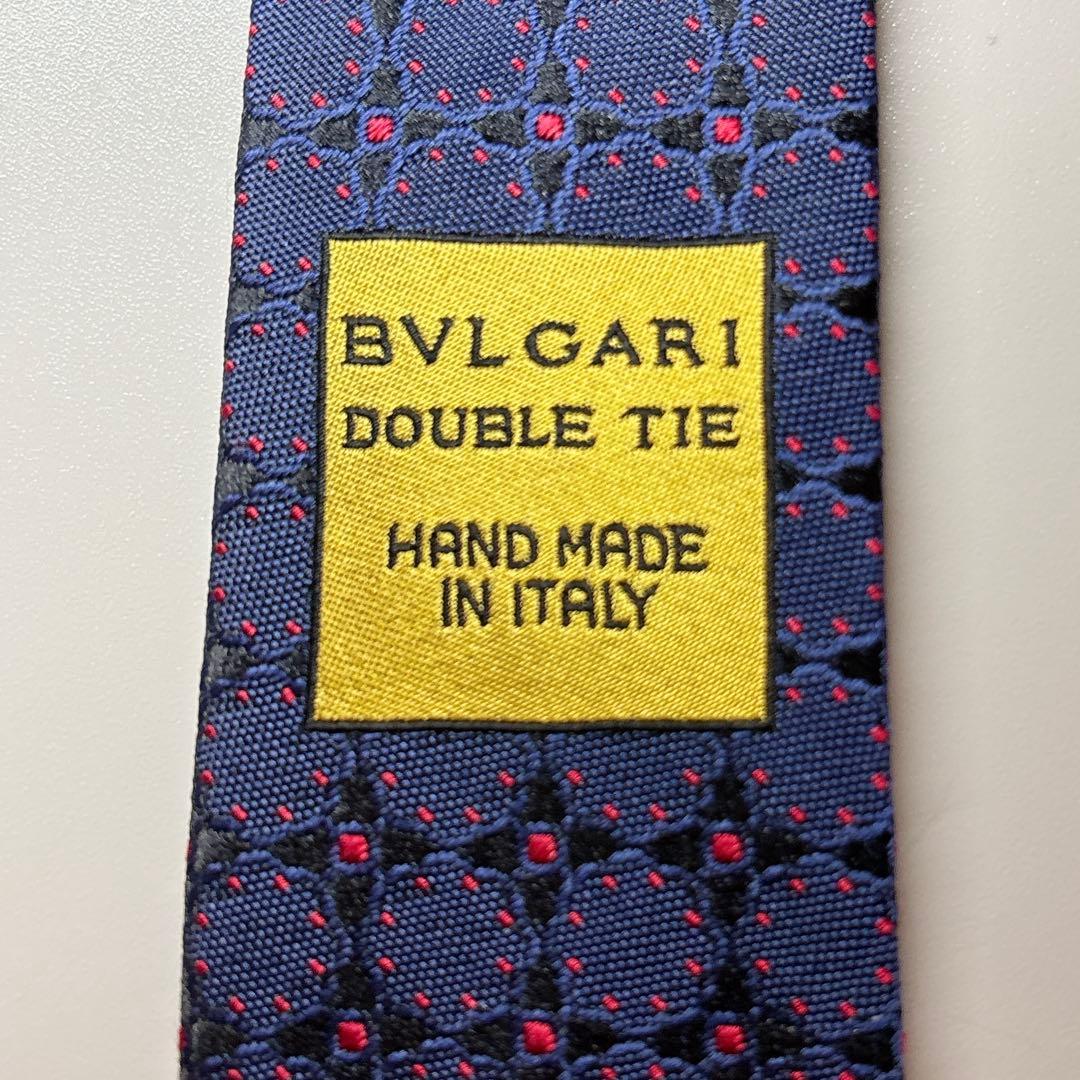 BVLGARI
DOUBLE TIE
HAND MADE
IN ITALY